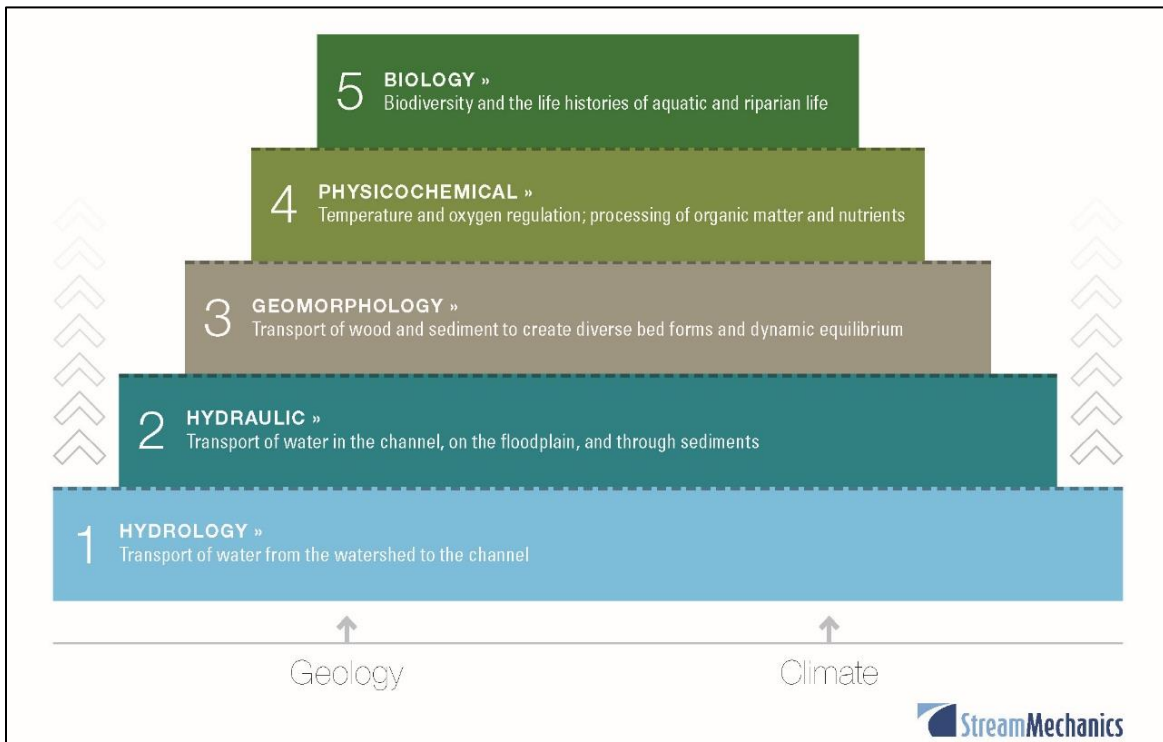 5 BIOLOGY »
Biodiversity and the life histories of aquatic and riparian life
4 PHYSICOCHEMICAL »
Temperature and oxygen regulation; processing of organic matter and nutrients
3 GEOMORPHOLOGY »
Transport of wood and sediment to create diverse bed forms and dynamic equilibrium
2 HYDRAULIC »
Transport of water in the channel, on the floodplain, and through sediments
1 HYDROLOGY »
Transport of water from the watershed to the channel
Geology
Climate
StreamMechanics